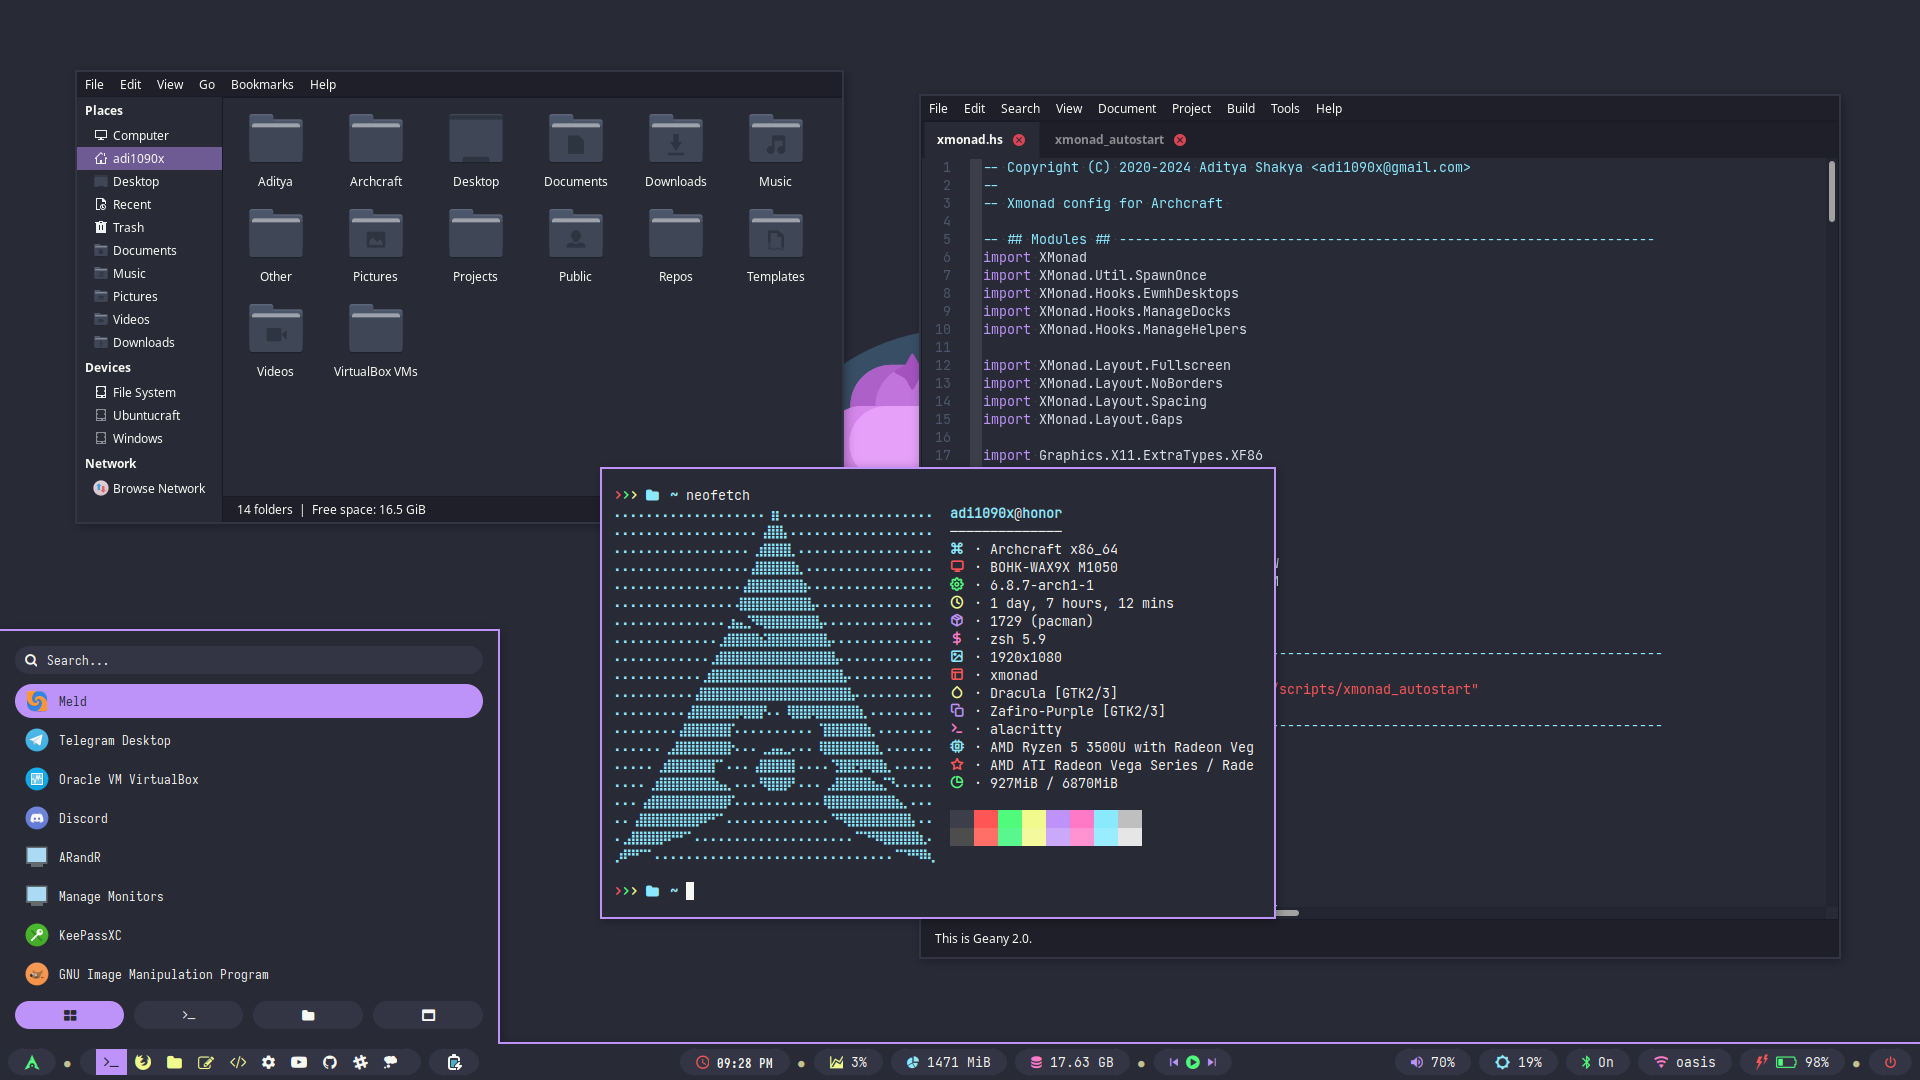 File Edit View Go Bookmarks Help
Places
Computer
adi1090x
Desktop
Recent
Trash
Documents
Music
Pictures
Videos
Downloads
Devices
File System
Ubuntucraft
Windows
Network
Browse Network
Aditya Archcraft Desktop Documents Downloads Music
Other Pictures Projects Public Repos Templates
Videos VirtualBox VMs
14 folders | Free space: 16.5 GiB
File Edit Search View Document Project Build Tools Help
xmonad.hs xmonad_autostart
1 -- Copyright (C) 2020-2024 Aditya Shakya <adi1090x@gmail.com>
2 --
3 -- Xmonad config for Archcraft
4
5 -- ## Modules ## -------------------------------------------------------------------
6 import XMonad
7 import XMonad.Util.SpawnOnce
8 import XMonad.Hooks.EwmhDesktops
9 import XMonad.Hooks.ManageDocks
10 import XMonad.Hooks.ManageHelpers
11
12 import XMonad.Layout.Fullscreen
13 import XMonad.Layout.NoBorders
14 import XMonad.Layout.Spacing
15 import XMonad.Layout.Gaps
16
17 import Graphics.X11.ExtraTypes.XF86
/scripts/xmonad_autostart"
This is Geany 2.0.
>>> ~ neofetch
adi1090x@honor
· Archcraft x86_64
· BOHK-WAX9X M1050
· 6.8.7-arch1-1
· 1 day, 7 hours, 12 mins
· 1729 (pacman)
· zsh 5.9
· 1920x1080
· xmonad
· Dracula [GTK2/3]
· Zafiro-Purple [GTK2/3]
· alacritty
· AMD Ryzen 5 3500U with Radeon Veg
· AMD ATI Radeon Vega Series / Rade
· 927MiB / 6870MiB
>>> ~
Search...
Meld
Telegram Desktop
Oracle VM VirtualBox
Discord
ARandR
Manage Monitors
KeePassXC
GNU Image Manipulation Program
09:28 PM 3% 1471 MiB 17.63 GB 70% 19% On oasis 98%